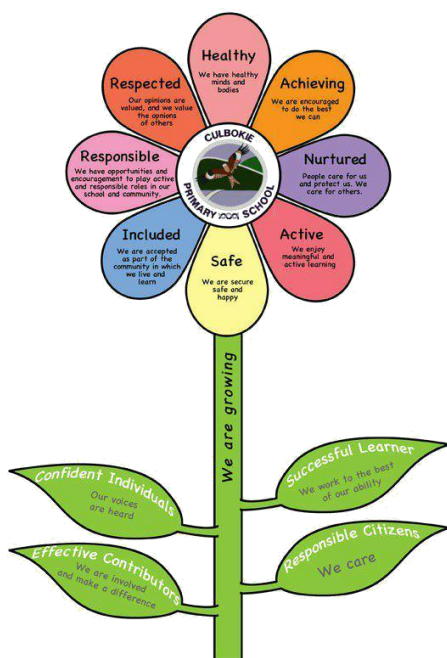 Healthy
We have healthy
minds and
bodies
Respected
Our opinions are
valued, and we value
the opnions
of others
Achieving
We are encouraged
to do the best
we can
Responsible
We have opportunities and
encouragement to play active
and responsible roles in our
school and community.
CULBOKIE
PRIMARY SCHOOL
Nurtured
People care for us
and protect us. We
care for others.
Included
We are accepted
as part of the
community in which
we live and
learn
Safe
We are secure
safe and
happy
Active
We enjoy
meaningful and
active learning
We are growing
Confident Individuals
Our voices
are heard
Successful Learner
We work to the best
of our ability
Effective Contributors
We are involved
and make a difference
Responsible Citizens
We care